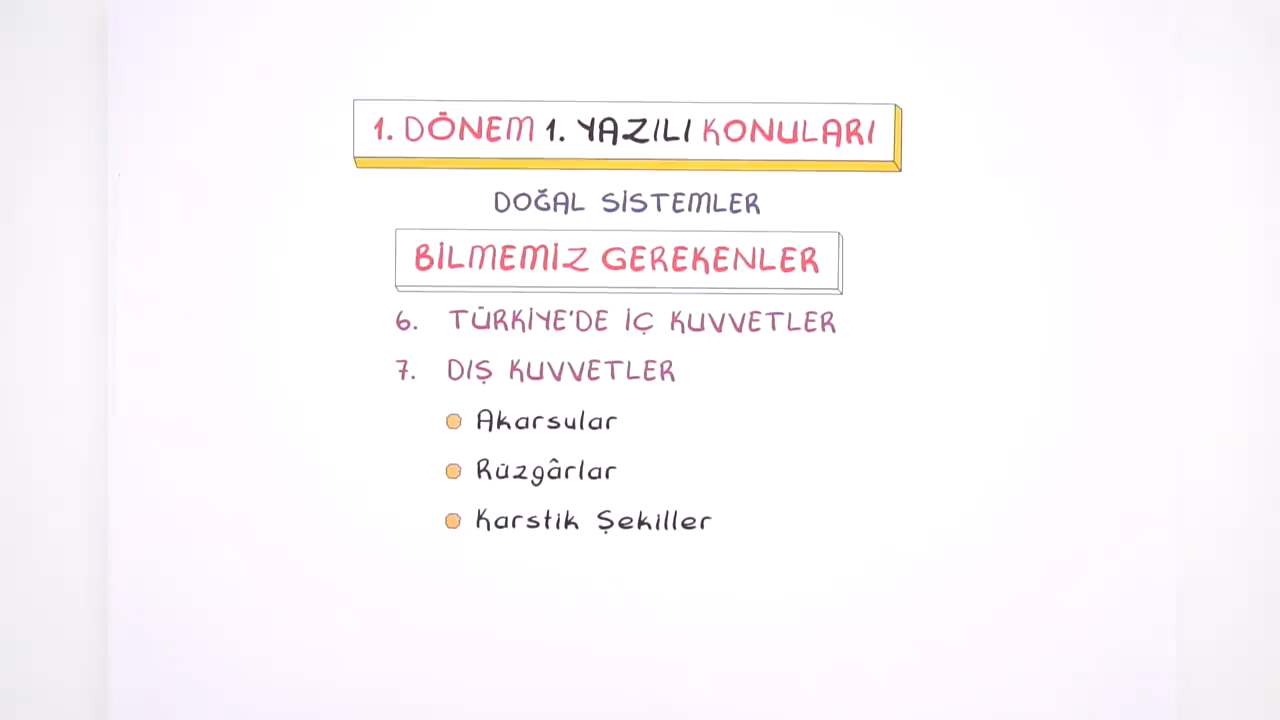 1. DÖNEM 1. YAZILI KONULARI
DOĞAL SİSTEMLER
BİLMEMİZ GEREKENLER
6. TÜRKİYE'DE İÇ KUVVETLER
7. DIŞ KUVVETLER
Akarsular
Rüzgârlar
Karstik Şekiller